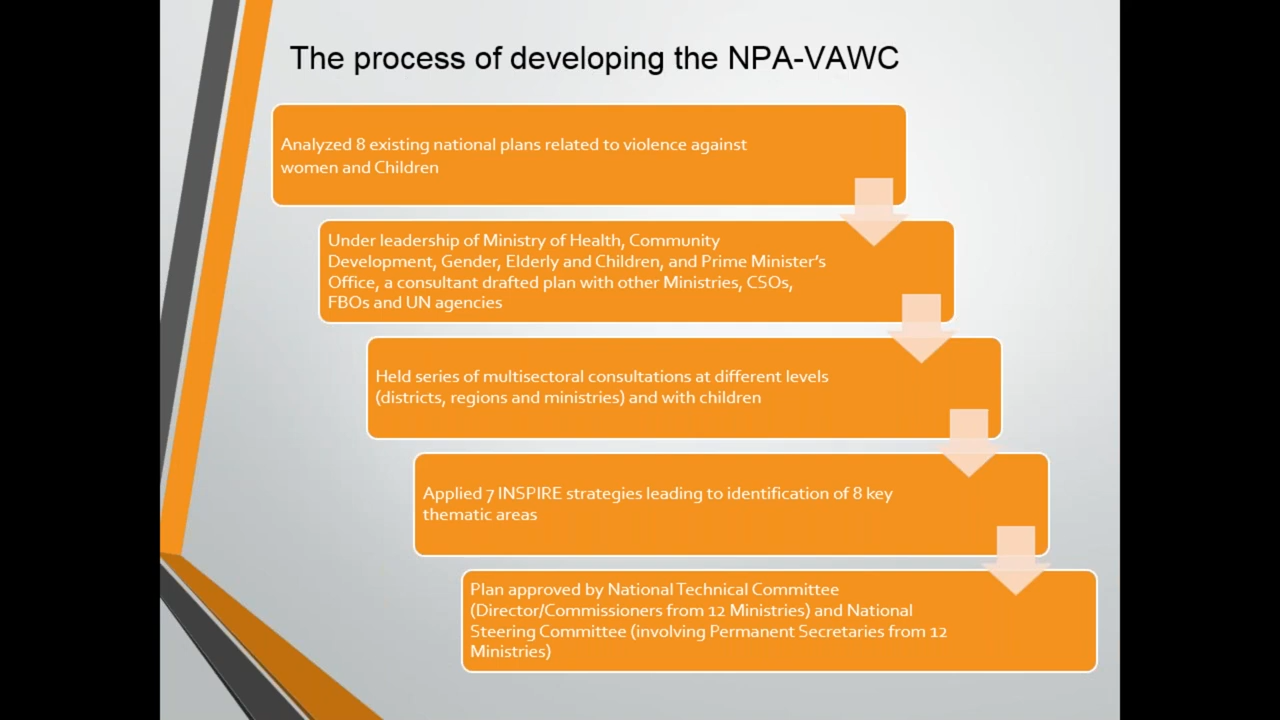 The process of developing the NPA-VAWC
Analyzed 8 existing national plans related to violence against
women and Children
Under leadership of Ministry of Health, Community
Development, Gender, Elderly and Children, and Prime Minister’s
Office, a consultant drafted plan with other Ministries, CSOs,
FBOs and UN agencies
Held series of multisectoral consultations at different levels
(districts, regions and ministries) and with children
Applied 7 INSPIRE strategies leading to identification of 8 key
thematic areas
Plan approved by National Technical Committee
(Director/Commissioners from 12 Ministries) and National
Steering Committee (involving Permanent Secretaries from 12
Ministries)